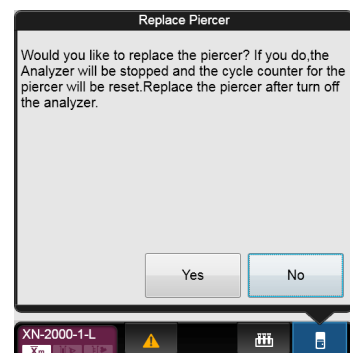 Replace Piercer
Would you like to replace the piercer? If you do,the
Analyzer will be stopped and the cycle counter for the
piercer will be reset.Replace the piercer after turn off
the analyzer.
Yes No
XN-2000-1-L